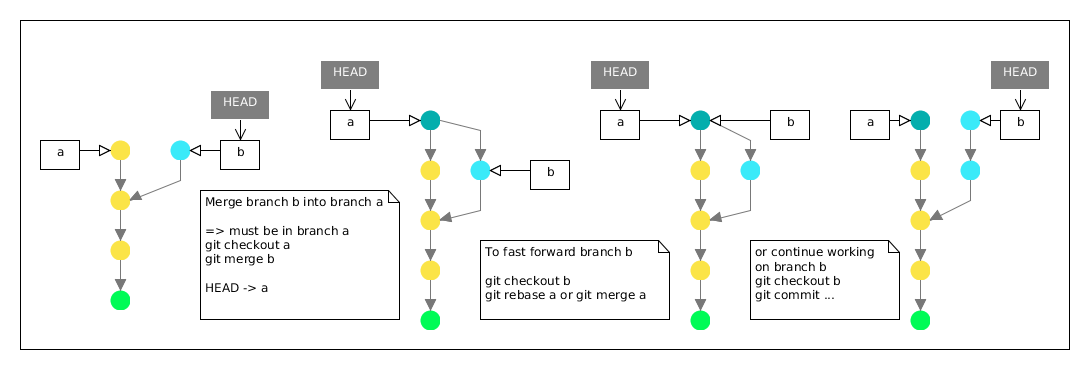 HEAD
a
b
Merge branch b into branch a
=> must be in branch a
git checkout a
git merge b
HEAD -> a
HEAD
a
b
To fast forward branch b
git checkout b
git rebase a or git merge a
HEAD
a
b
or continue working
on branch b
git checkout b
git commit ...
HEAD
a
b